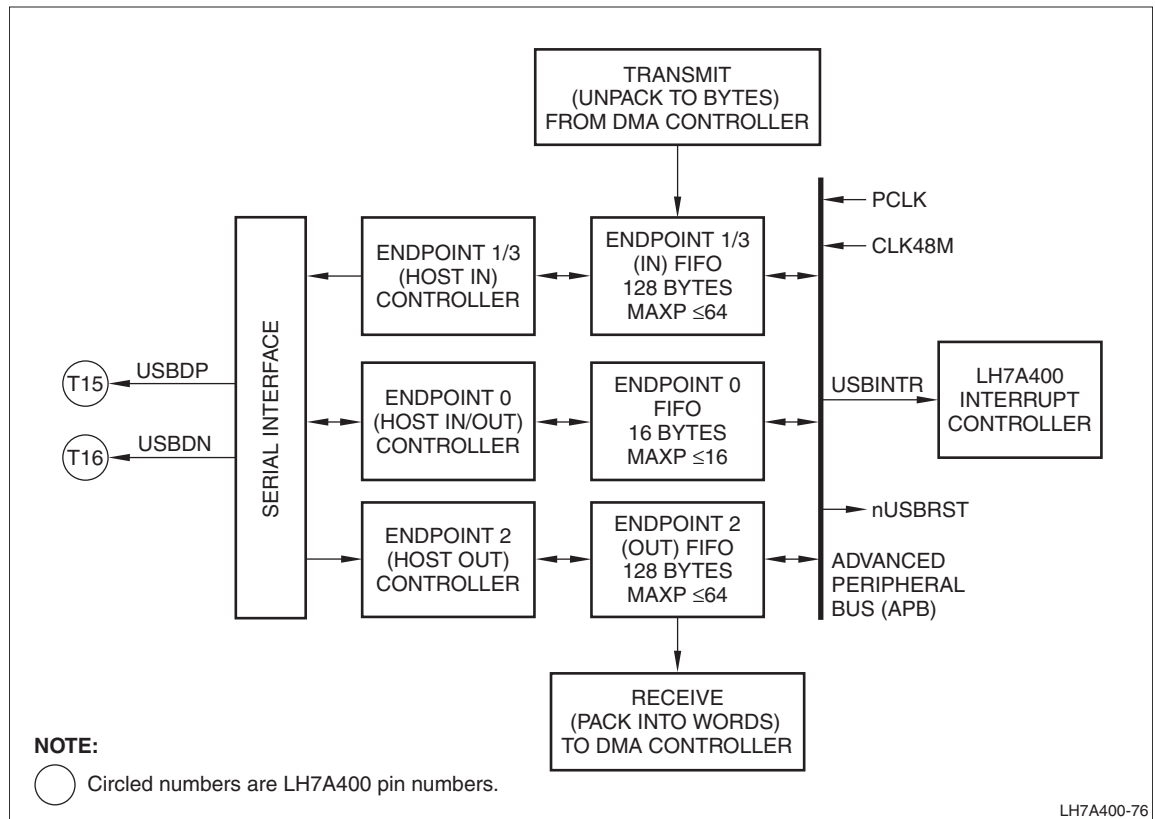 TRANSMIT
(UNPACK TO BYTES)
FROM DMA CONTROLLER
PCLK
CLK48M
ENDPOINT 1/3
(HOST IN)
CONTROLLER
ENDPOINT 1/3
(IN) FIFO
128 BYTES
MAXP ≤64
SERIAL INTERFACE
T15
USBDP
T16
USBDN
ENDPOINT 0
(HOST IN/OUT)
CONTROLLER
ENDPOINT 0
FIFO
16 BYTES
MAXP ≤16
USBINTR
LH7A400
INTERRUPT
CONTROLLER
ENDPOINT 2
(HOST OUT)
CONTROLLER
ENDPOINT 2
(OUT) FIFO
128 BYTES
MAXP ≤64
nUSBRST
ADVANCED
PERIPHERAL
BUS (APB)
RECEIVE
(PACK INTO WORDS)
TO DMA CONTROLLER
NOTE:
Circled numbers are LH7A400 pin numbers.
LH7A400-76